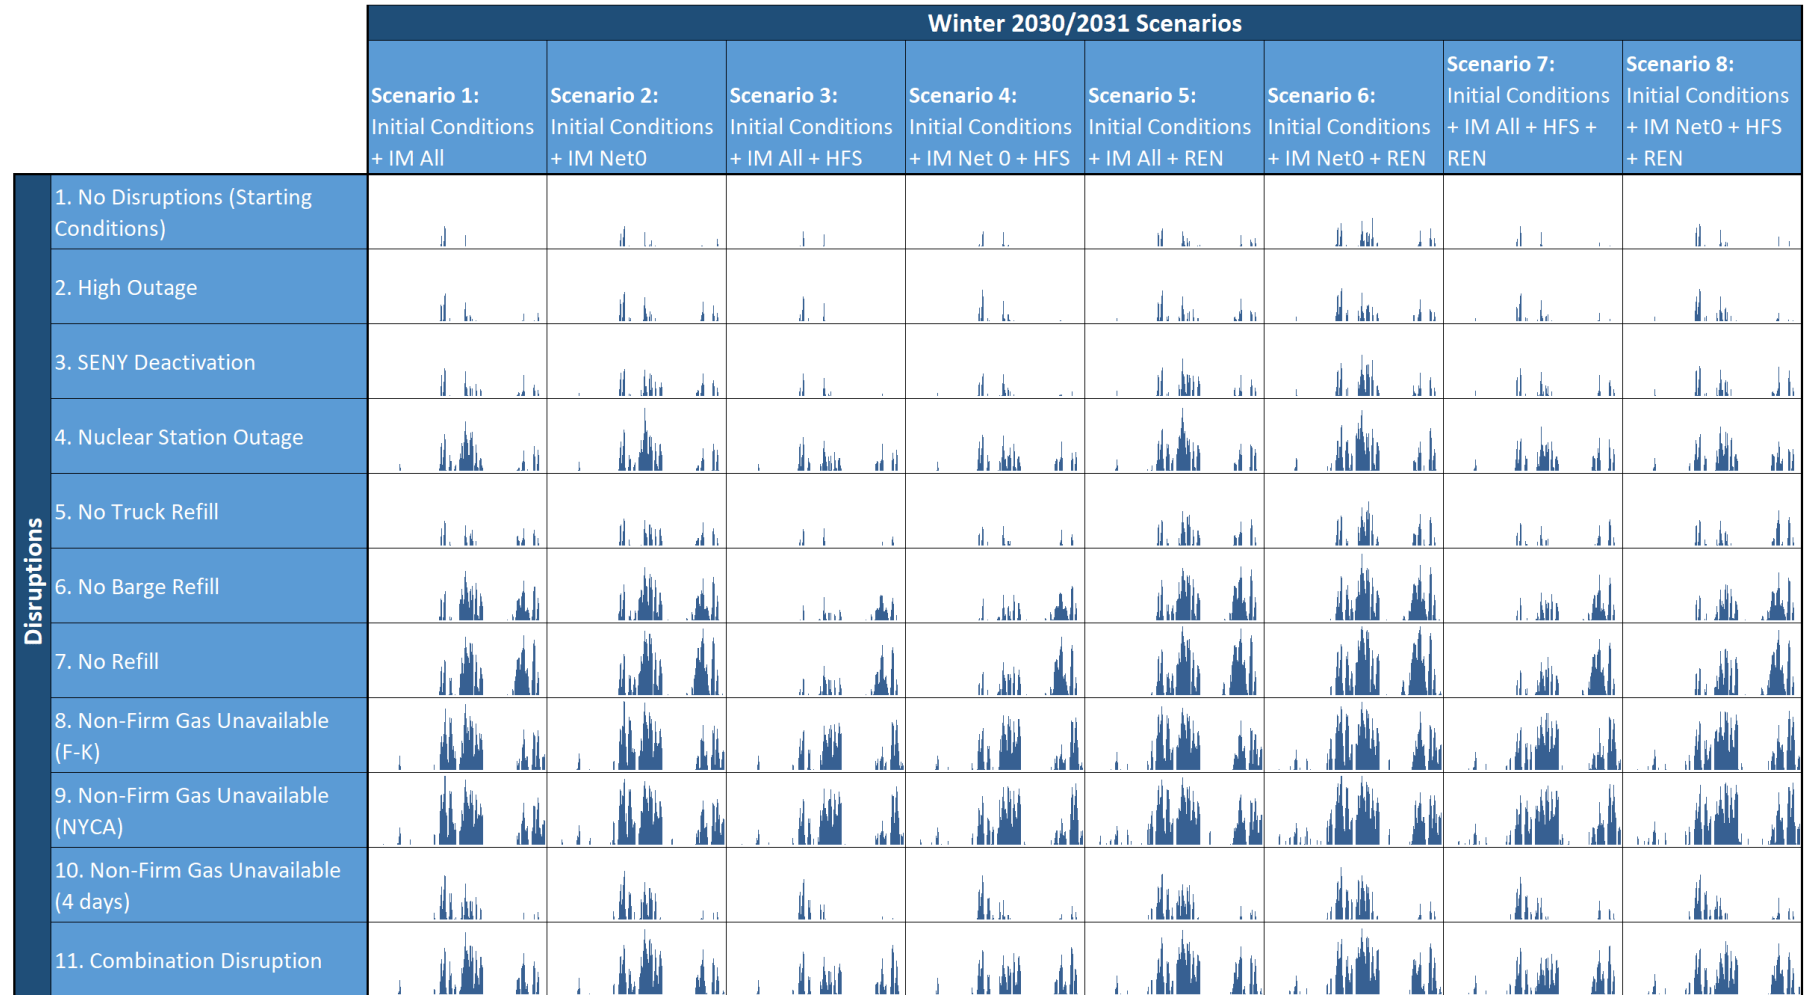 Winter 2030/2031 Scenarios
Scenario 1:
Initial Conditions
+ IM All
Scenario 2:
Initial Conditions
+ IM Net0
Scenario 3:
Initial Conditions
+ IM All + HFS
Scenario 4:
Initial Conditions
+ IM Net 0 + HFS
Scenario 5:
Initial Conditions
+ IM All + REN
Scenario 6:
Initial Conditions
+ IM Net0 + REN
Scenario 7:
Initial Conditions
+ IM All + HFS +
REN
Scenario 8:
Initial Conditions
+ IM Net0 + HFS
+ REN
Disruptions
1. No Disruptions (Starting
Conditions)
2. High Outage
3. SENY Deactivation
4. Nuclear Station Outage
5. No Truck Refill
6. No Barge Refill
7. No Refill
8. Non-Firm Gas Unavailable
(F-K)
9. Non-Firm Gas Unavailable
(NYCA)
10. Non-Firm Gas Unavailable
(4 days)
11. Combination Disruption